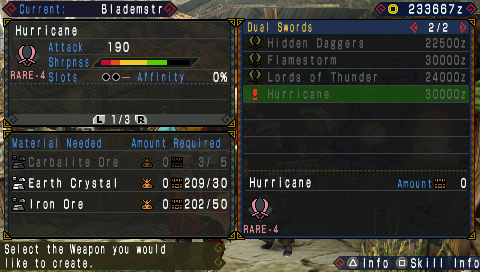 Current: Blademstr
233667z
Hurricane
Attack 190
Shrpnss
RARE-4
Slots Affinity 0%
L 1/3 R
Material Needed Amount Required
Carbalite Ore 0 3/ 5
Earth Crystal 0 209/30
Iron Ore 0 202/50
Select the Weapon you would
like to create.
Dual Swords
2/2
Hidden Daggers 22500z
Flamestorm 30000z
Lords of Thunder 24000z
Hurricane 30000z
Hurricane Amount 0
RARE-4
Info Skill Info